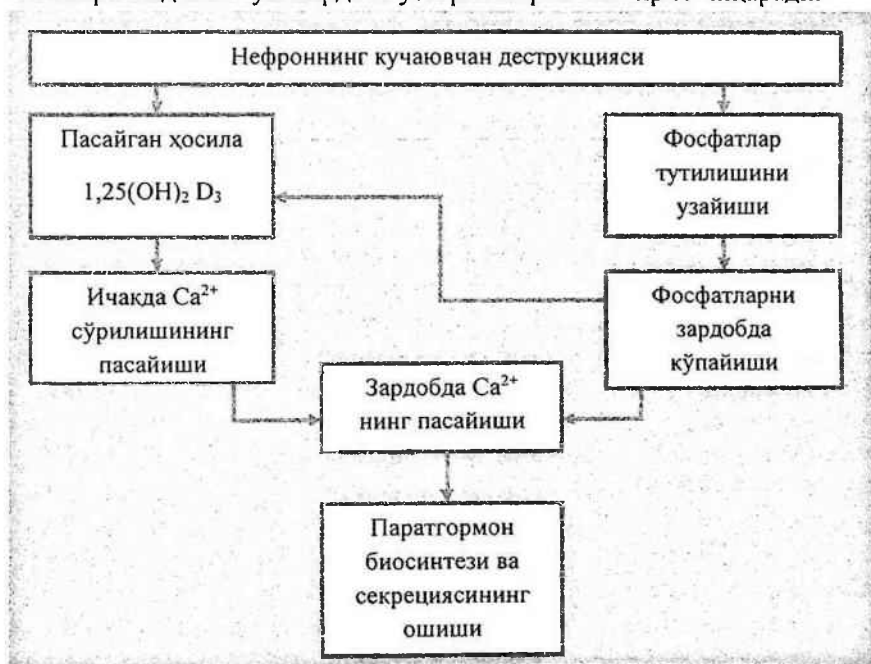 Нефроннинг кучаювчан деструкцияси
Пасайган ҳосила
1,25(OH)₂ D₃
Фосфатлар
тутилишини
узайиши
Ичакда Ca²⁺
сўрилишининг
пасайиши
Фосфатларни
зардобда
кўпайиши
Зардобда Ca²⁺
нинг пасайиши
Паратгормон
биосинтези ва
секрециясининг
ошиши